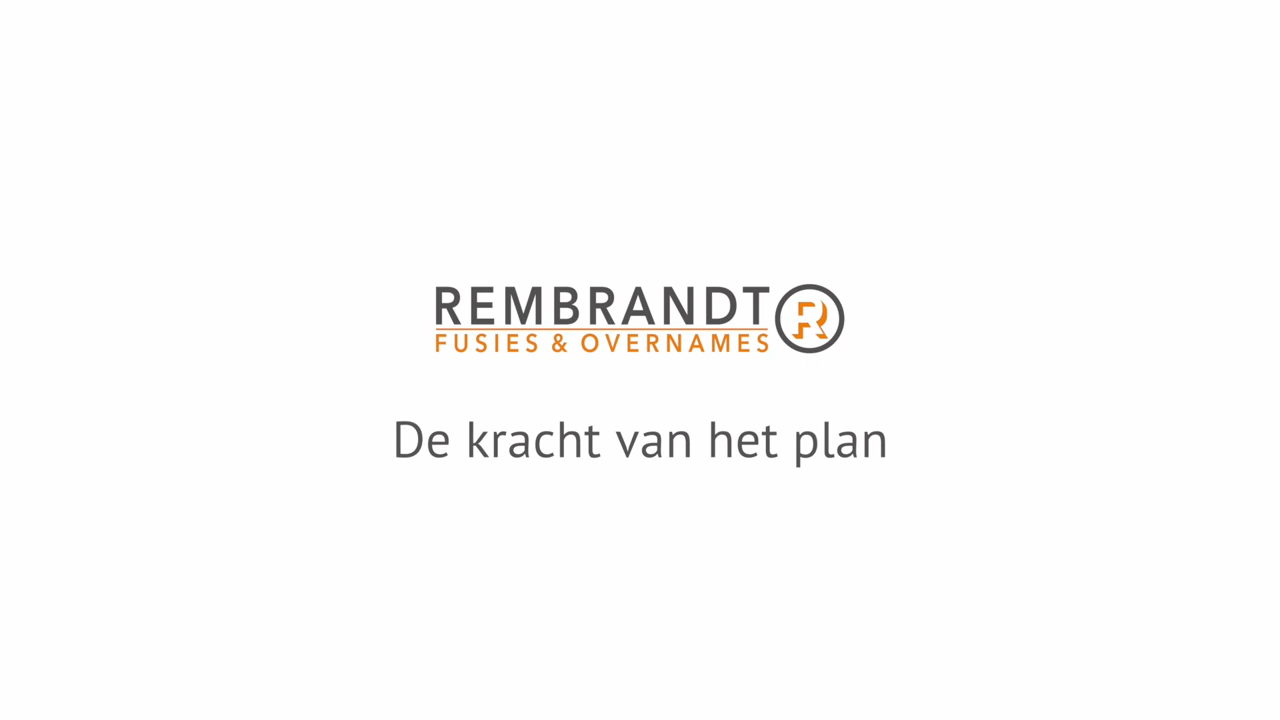 REMBRANDT R
FUSIES & OVERNAMES
De kracht van het plan